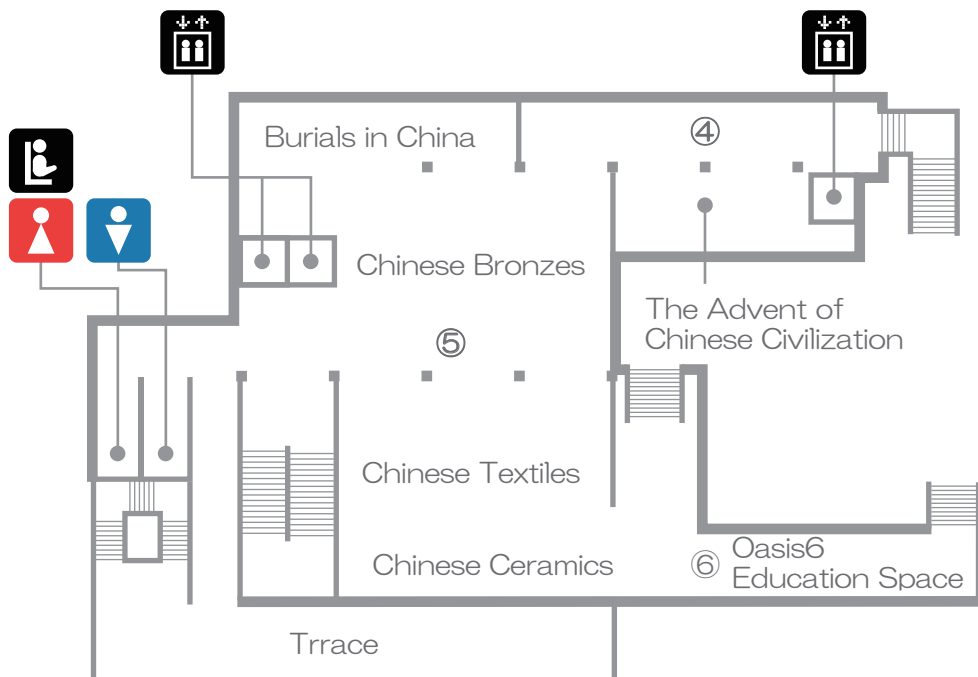 Burials in China
④
Chinese Bronzes
The Advent of
Chinese Civilization
⑤
Chinese Textiles
Chinese Ceramics
⑥
Oasis6
Education Space
Trrace